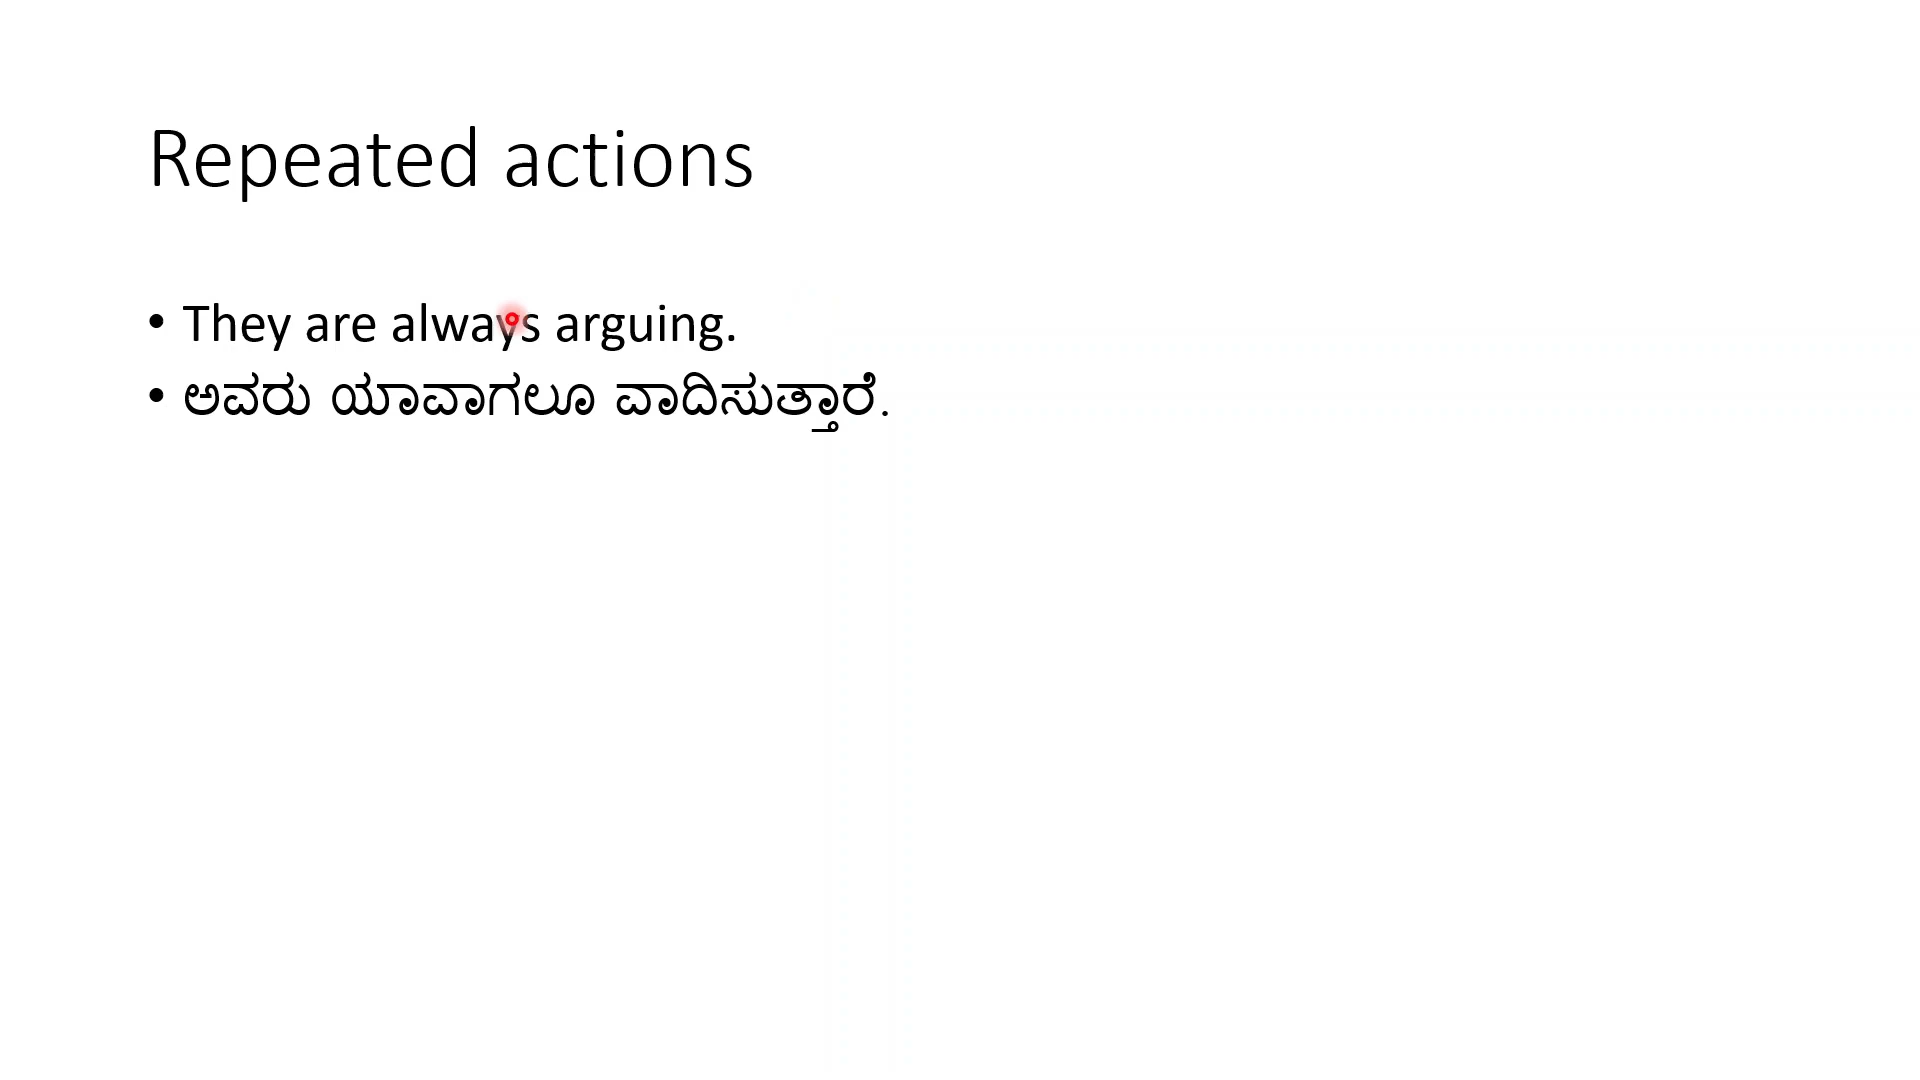 Repeated actions
• They are always arguing.
• ಅವರು ಯಾವಾಗಲೂ ವಾದಿಸುತ್ತಾರೆ.